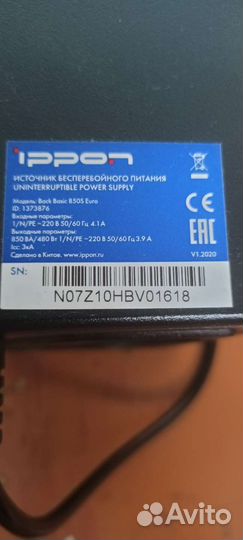 ippon
ИСТОЧНИК БЕСПЕРЕБОЙНОГО ПИТАНИЯ
UNINTERRUPTIBLE POWER SUPPLY
Модель: Back Basic 850S Euro
ID: 1373876
Входные параметры:
1/N/PE ~220 В 50/60 Гц 4.1 А
Выходные параметры:
850 ВА/480 Вт 1/N/PE ~220 В 50/60 Гц 3.9 А
Icc: 3кА
Сделано в Китае. www.ippon.ru
CE
EAC
V1.2020
SN:
N07Z10HBV01618
Avito